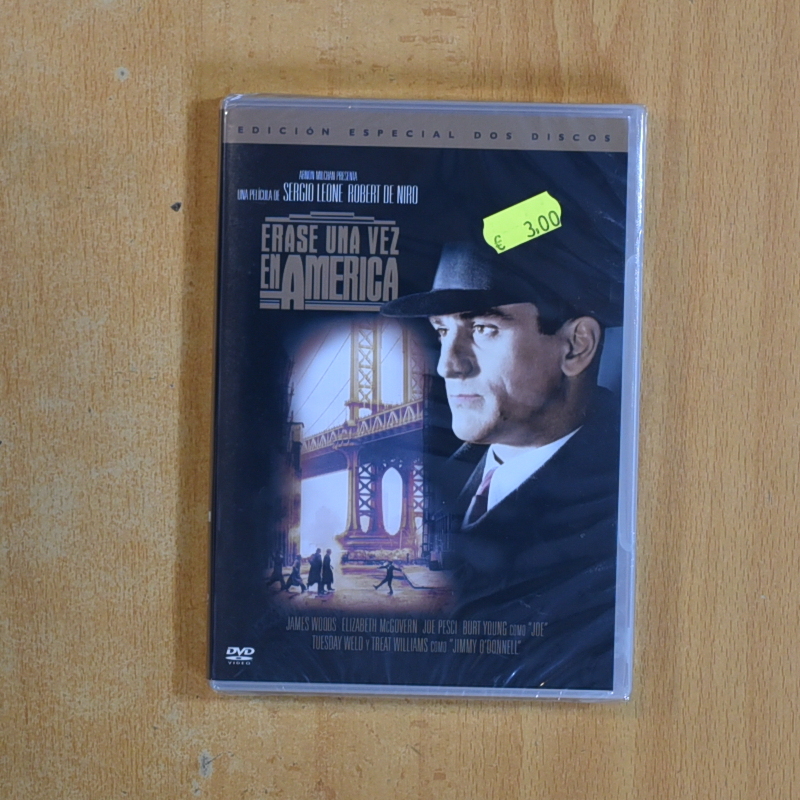 EDICIÓN ESPECIAL DOS DISCOS
ARNON MILCHAN PRESENTA
UNA PELÍCULA DE SERGIO LEONE ROBERT DE NIRO
€ 3,00
ERASE UNA VEZ
EN AMERICA
JAMES WOODS ELIZABETH McGOVERN JOE PESCI BURT YOUNG COMO "JOE"
TUESDAY WELD Y TREAT WILLIAMS COMO "JIMMY O'DONNELL"
DVD
VIDEO